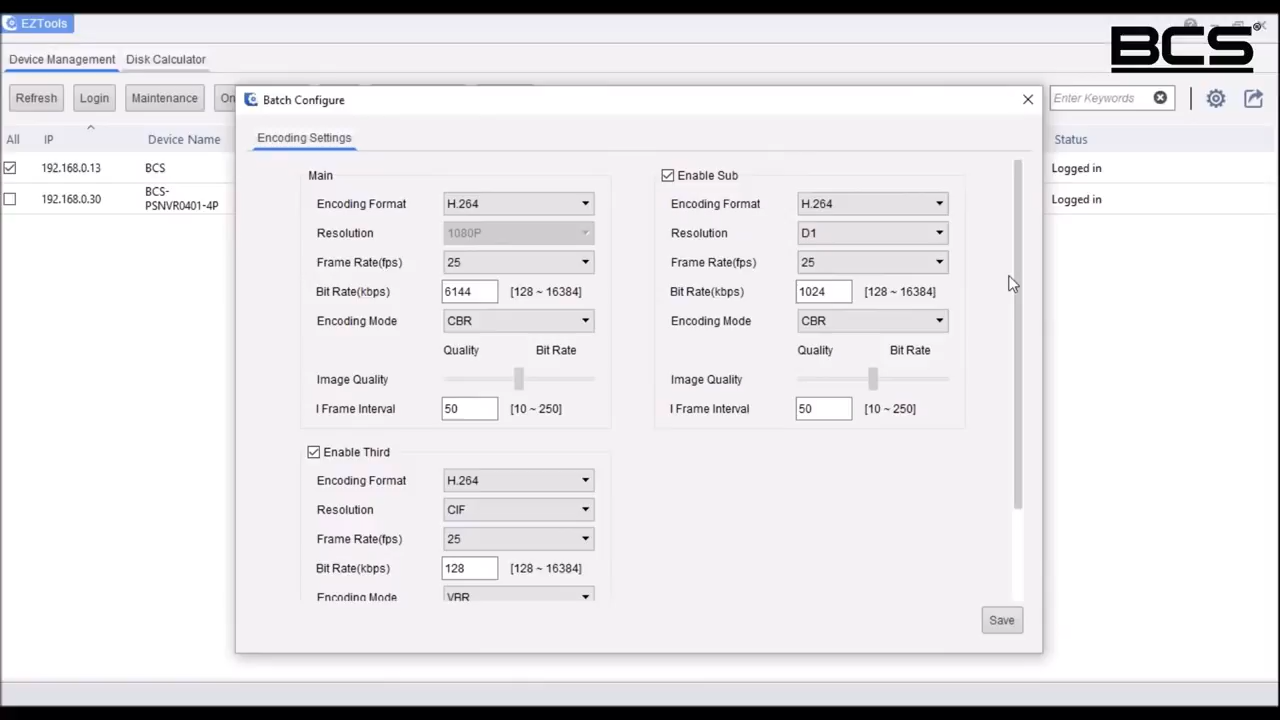 EZTools
BCS®
Device Management Disk Calculator
Refresh Login Maintenance
Enter Keywords
All IP Device Name Status
192.168.0.13 BCS Logged in
192.168.0.30 BCS-PSNVR0401-4P Logged in
Batch Configure
Encoding Settings
Main
Encoding Format H.264
Resolution 1080P
Frame Rate(fps) 25
Bit Rate(kbps) 6144 [128 ~ 16384]
Encoding Mode CBR
Quality Bit Rate
Image Quality
I Frame Interval 50 [10 ~ 250]
Enable Sub
Encoding Format H.264
Resolution D1
Frame Rate(fps) 25
Bit Rate(kbps) 1024 [128 ~ 16384]
Encoding Mode CBR
Quality Bit Rate
Image Quality
I Frame Interval 50 [10 ~ 250]
Enable Third
Encoding Format H.264
Resolution CIF
Frame Rate(fps) 25
Bit Rate(kbps) 128 [128 ~ 16384]
Encoding Mode VBR
Save